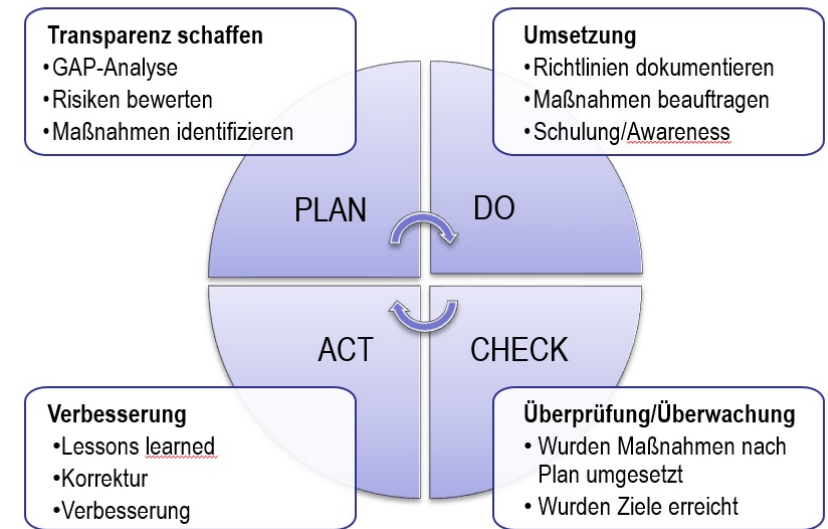 Transparenz schaffen
•GAP-Analyse
•Risiken bewerten
•Maßnahmen identifizieren
Umsetzung
•Richtlinien dokumentieren
•Maßnahmen beauftragen
•Schulung/Awareness
PLAN
DO
ACT
CHECK
Verbesserung
•Lessons learned
•Korrektur
•Verbesserung
Überprüfung/Überwachung
• Wurden Maßnahmen nach
Plan umgesetzt
• Wurden Ziele erreicht